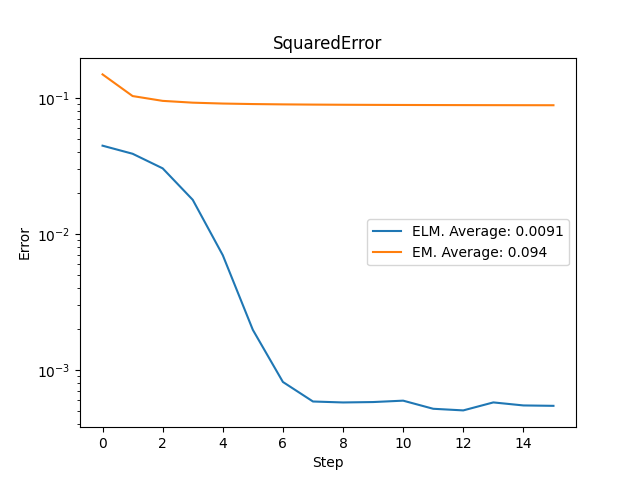 SquaredError
Error
10⁻¹
10⁻²
10⁻³
ELM. Average: 0.0091
EM. Average: 0.094
0 2 4 6 8 10 12 14
Step